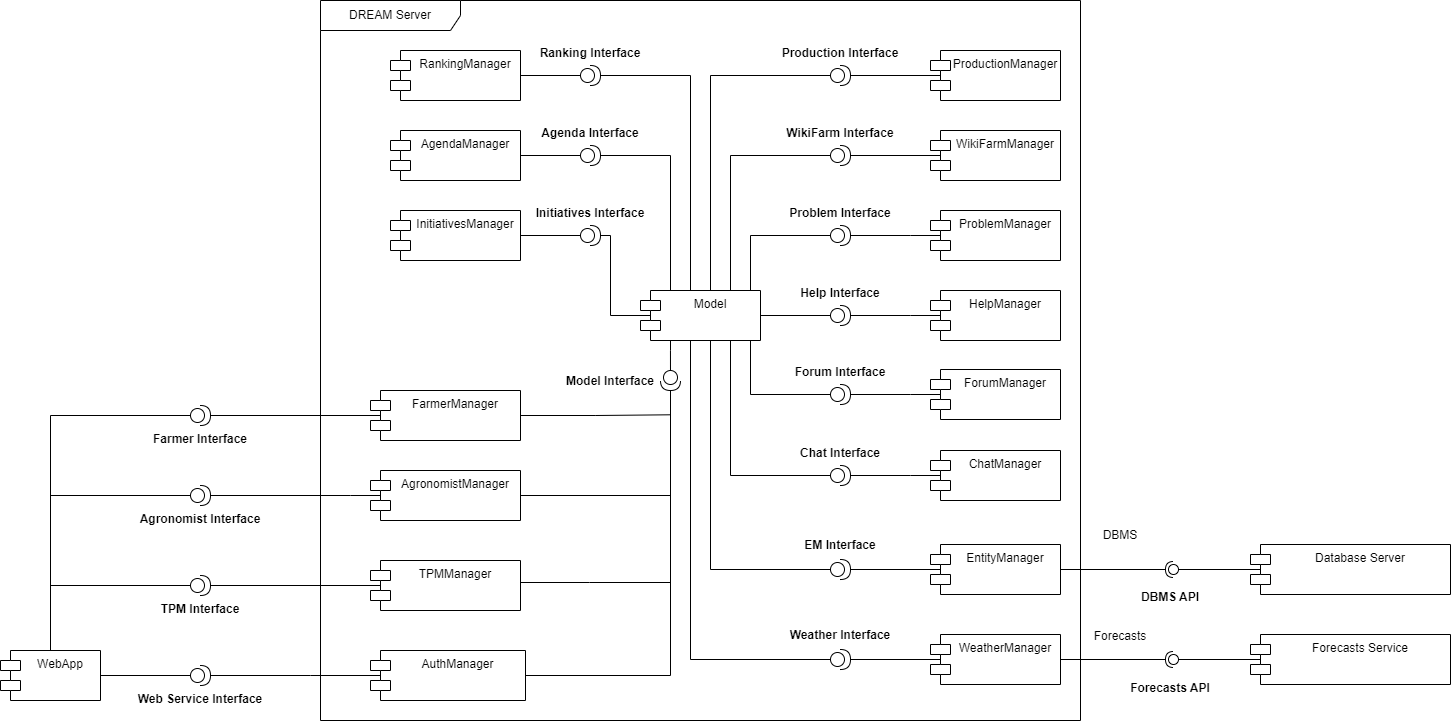 DREAM Server
Ranking Interface
Production Interface
RankingManager
ProductionManager
Agenda Interface
WikiFarm Interface
AgendaManager
WikiFarmManager
Initiatives Interface
Problem Interface
InitiativesManager
ProblemManager
Help Interface
Model
HelpManager
Forum Interface
Model Interface
ForumManager
FarmerManager
Farmer Interface
Chat Interface
ChatManager
AgronomistManager
Agronomist Interface
DBMS
EM Interface
EntityManager
Database Server
TPMManager
DBMS API
TPM Interface
Weather Interface
Forecasts
WeatherManager
Forecasts Service
WebApp
AuthManager
Forecasts API
Web Service Interface